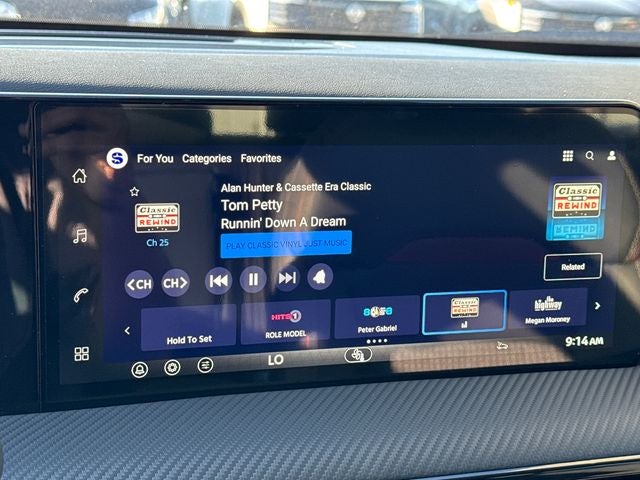 S For You Categories Favorites
Alan Hunter & Cassette Era Classic
Tom Petty
Runnin' Down A Dream
PLAY CLASSIC VINYL JUST MUSIC
Classic
REWIND
Ch 25
Classic
REWIND
Related
<CH CH>
Hold To Set
HITS1
ROLE MODEL
80s8
Peter Gabriel
Classic
REWIND
the
highway
Megan Moroney
LO
9:14 AM